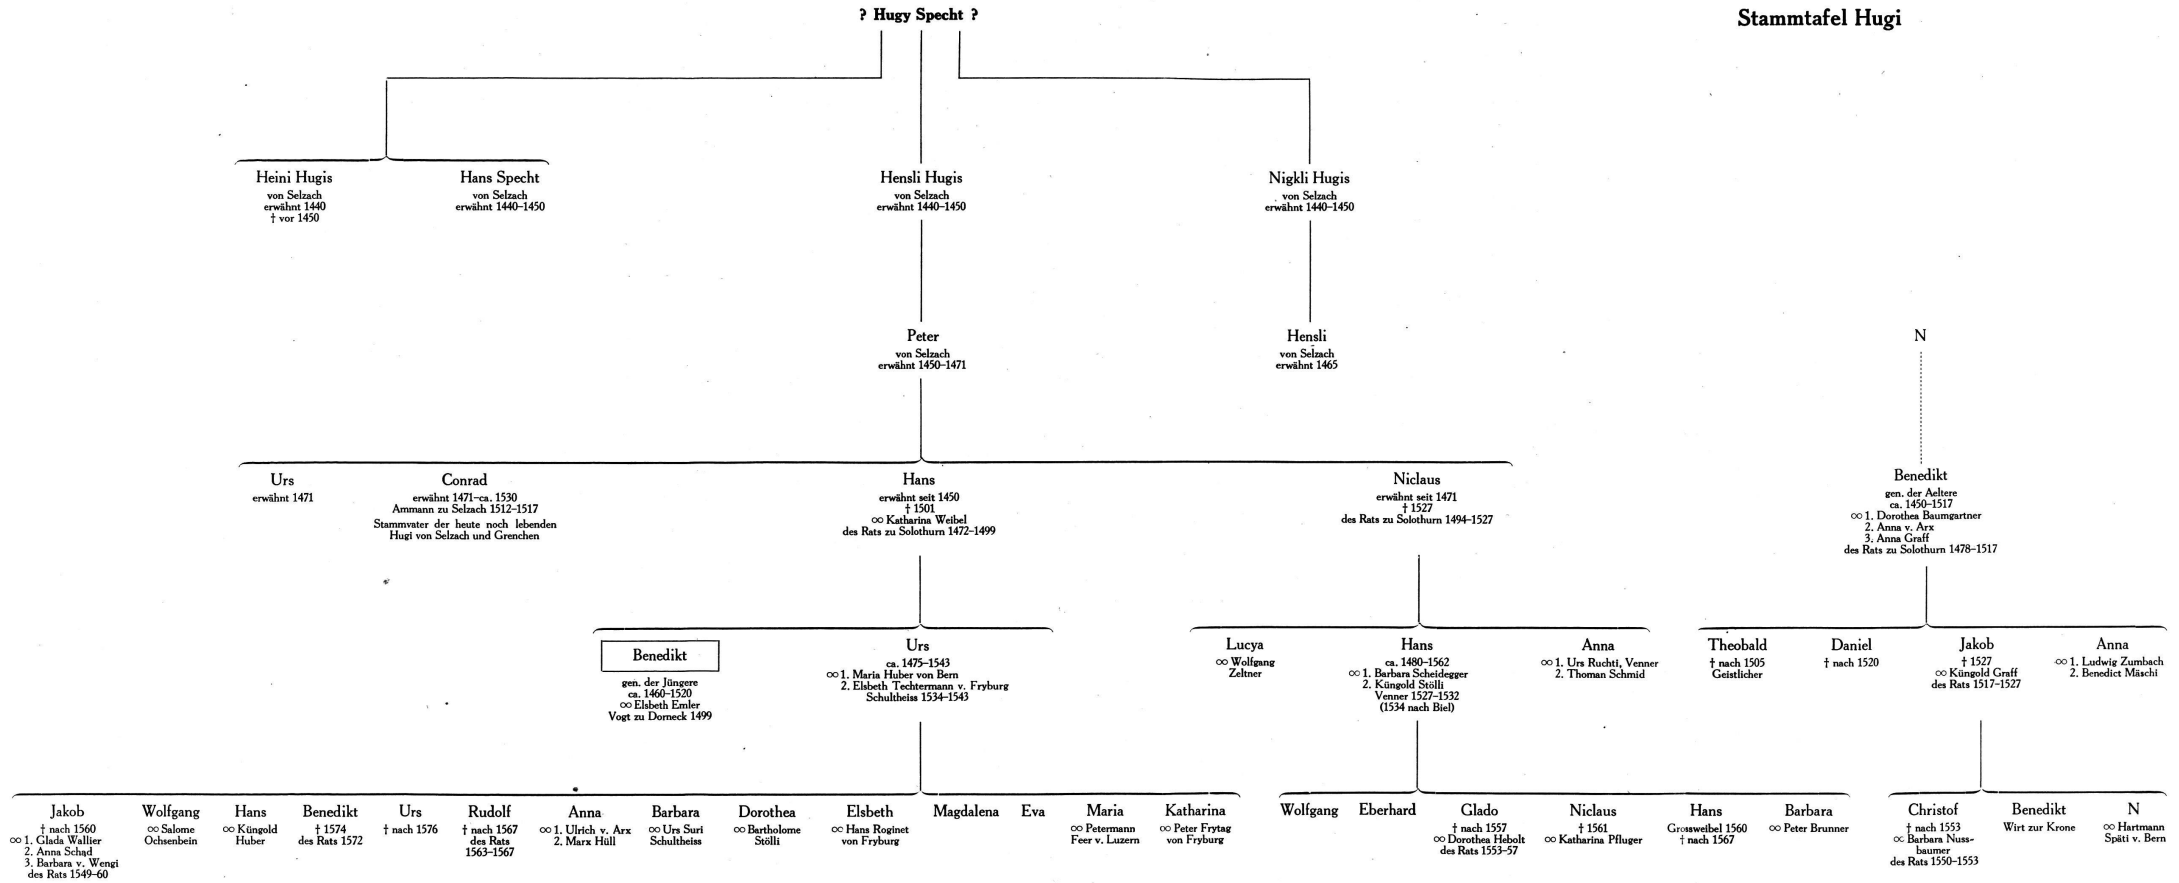 ? Hugy Specht ?
Stammtafel Hugi
Heini Hugis
von Selzach
erwähnt 1440
† vor 1450
Hans Specht
von Selzach
erwähnt 1440–1450
Hensli Hugis
von Selzach
erwähnt 1440–1450
Nigkli Hugis
von Selzach
erwähnt 1440–1450
Peter
von Selzach
erwähnt 1450–1471
Hensli
von Selzach
erwähnt 1465
N
Urs
erwähnt 1471
Conrad
erwähnt 1471–ca. 1530
Ammann zu Selzach 1512–1517
Stammvater der heute noch lebenden
Hugi von Selzach und Grenchen
Hans
erwähnt seit 1450
† 1501
∞ Katharina Weibel
des Rats zu Solothurn 1472–1499
Niclaus
erwähnt seit 1471
† 1527
des Rats zu Solothurn 1494–1527
Benedikt
gen. der Aeltere
ca. 1450–1517
∞ 1. Dorothea Baumgartner
2. Anna v. Arx
3. Anna Graff
des Rats zu Solothurn 1478–1517
Benedikt
gen. der Jüngere
ca. 1460–1520
∞ Elsbeth Emler
Vogt zu Dorneck 1499
Urs
ca. 1475–1543
∞ 1. Maria Huber von Bern
2. Elsbeth Techtermann v. Fryburg
Schultheiss 1534–1543
Lucya
∞ Wolfgang
Zeltner
Hans
ca. 1480–1562
∞ 1. Barbara Scheidegger
2. Küngold Stölli
Venner 1527–1532
(1534 nach Biel)
Anna
∞ 1. Urs Ruchti, Venner
2. Thoman Schmid
Theobald
† nach 1505
Geistlicher
Daniel
† nach 1520
Jakob
† 1527
∞ Küngold Graff
des Rats 1517–1527
Anna
∞ 1. Ludwig Zumbach
2. Benedict Mäschi
Jakob
† nach 1560
∞ 1. Glada Wallier
2. Anna Schad
3. Barbara v. Wengi
des Rats 1549–60
Wolfgang
∞ Salome
Ochsenbein
Hans
∞ Küngold
Huber
Benedikt
† 1574
des Rats 1572
Urs
† nach 1576
Rudolf
† nach 1567
des Rats
1563–1567
Anna
∞ 1. Ulrich v. Arx
2. Marx Hüll
Barbara
∞ Urs Suri
Schultheiss
Dorothea
∞ Bartholome
Stölli
Elsbeth
∞ Hans Roginet
von Fryburg
Magdalena
Eva
Maria
∞ Petermann
Feer v. Luzern
Katharina
∞ Peter Frytag
von Fryburg
Wolfgang
Eberhard
Glado
† nach 1557
∞ Dorothea Hebolt
des Rats 1553–57
Niclaus
† 1561
∞ Katharina Pfluger
Hans
Grossweibel 1560
† nach 1567
Barbara
∞ Peter Brunner
Christof
† nach 1553
∞ Barbara Nuss-
baumer
des Rats 1550–1553
Benedikt
Wirt zur Krone
N
∞ Hartmann
Späti v. Bern